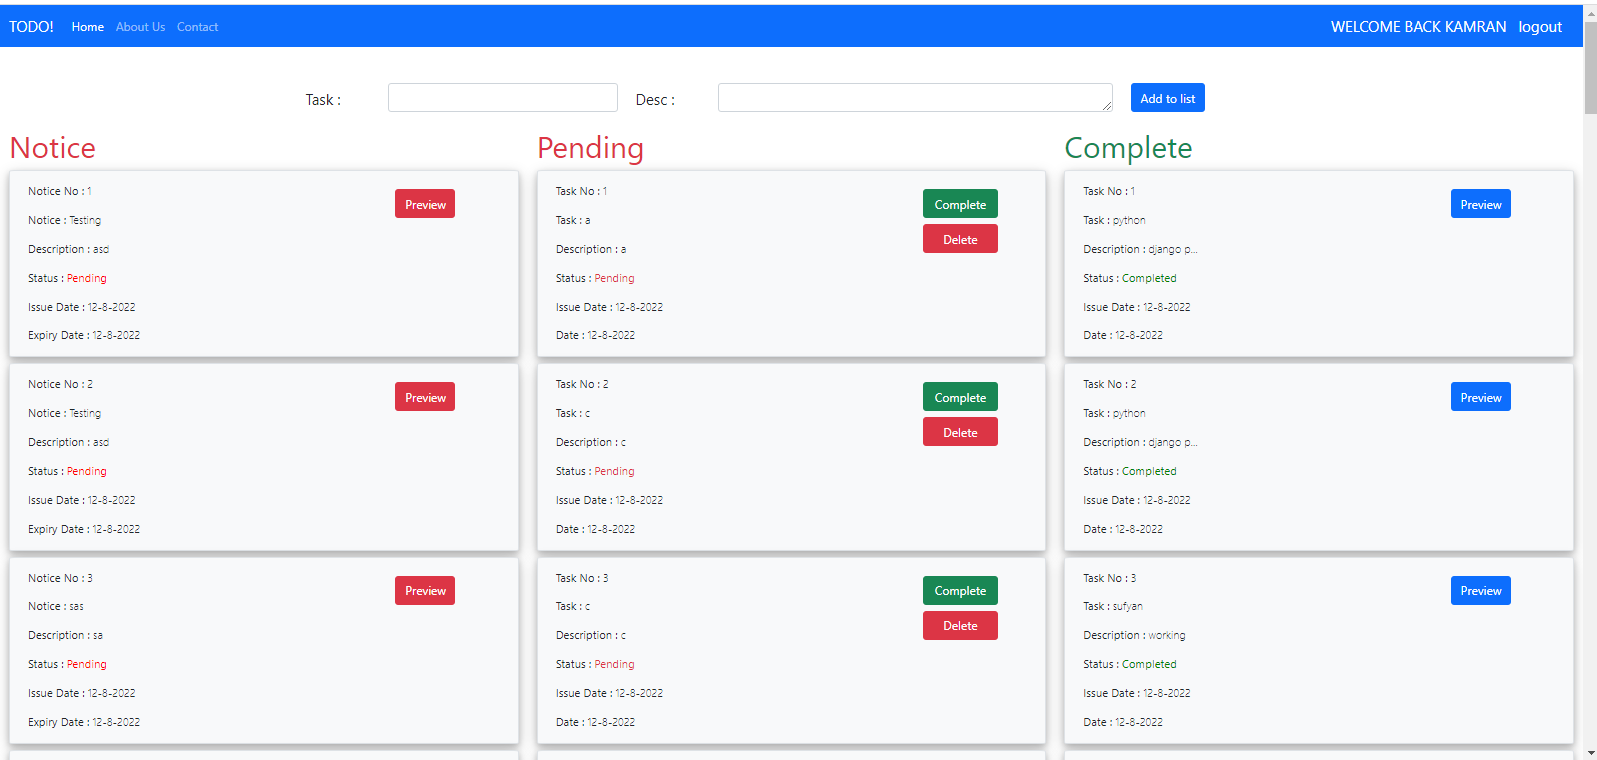 TODO! Home About Us Contact WELCOME BACK KAMRAN logout
Task : Desc : Add to list
Notice
Notice No : 1
Preview
Notice : Testing
Description : asd
Status : Pending
Issue Date : 12-8-2022
Expiry Date : 12-8-2022
Notice No : 2
Preview
Notice : Testing
Description : asd
Status : Pending
Issue Date : 12-8-2022
Expiry Date : 12-8-2022
Notice No : 3
Preview
Notice : sas
Description : sa
Status : Pending
Issue Date : 12-8-2022
Expiry Date : 12-8-2022
Pending
Task No : 1
Complete
Task : a
Delete
Description : a
Status : Pending
Issue Date : 12-8-2022
Date : 12-8-2022
Task No : 2
Complete
Task : c
Delete
Description : c
Status : Pending
Issue Date : 12-8-2022
Date : 12-8-2022
Task No : 3
Complete
Task : c
Delete
Description : c
Status : Pending
Issue Date : 12-8-2022
Date : 12-8-2022
Complete
Task No : 1
Preview
Task : python
Description : django p...
Status : Completed
Issue Date : 12-8-2022
Date : 12-8-2022
Task No : 2
Preview
Task : python
Description : django p...
Status : Completed
Issue Date : 12-8-2022
Date : 12-8-2022
Task No : 3
Preview
Task : sufyan
Description : working
Status : Completed
Issue Date : 12-8-2022
Date : 12-8-2022